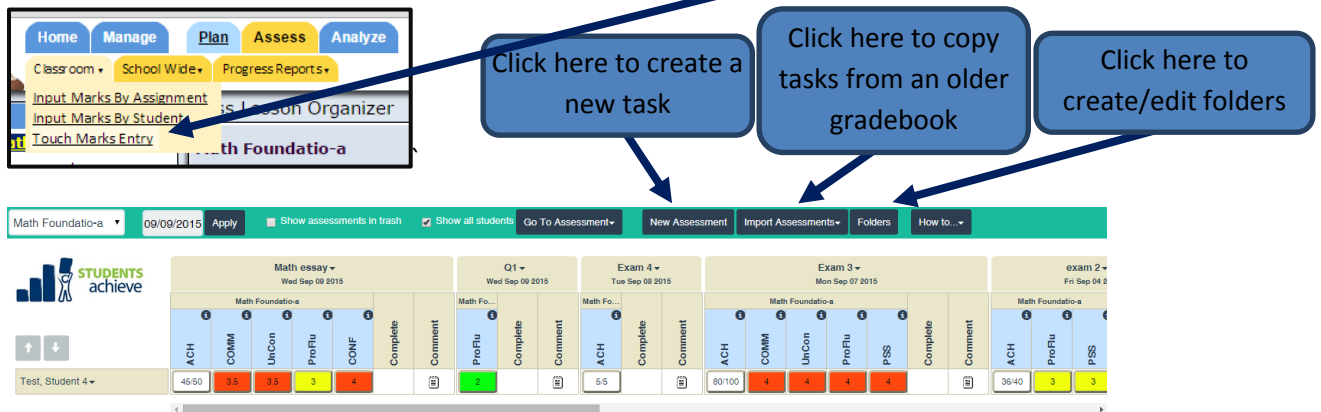 Home Manage Plan Assess Analyze
Classroom School Wide Progress Reports
Input Marks By Assignment
Input Marks By Student
Touch Marks Entry
ss Lesson Organizer
Math Foundatio-a
Click here to create a
new task
Click here to copy
tasks from an older
gradebook
Click here to
create/edit folders
Math Foundatio-a 09/09/2015 Apply Show assessments in trash Show all students Go To Assessment New Assessment Import Assessments Folders How to...
STUDENTS
achieve
Math essay Q1 Exam 4 Exam 3 exam 2
Wed Sep 09 2015 Wed Sep 09 2015 Tue Sep 08 2015 Mon Sep 07 2015 Fri Sep 04 2
Math Foundatio-a Math Fo... Math Fo... Math Foundatio-a Math Foundatio-a
ACH COMM UnCon ProFlu CONF Complete Comment ProFlu Complete Comment ACH Complete Comment ACH COMM UnCon ProFlu PSS Complete Comment ACH ProFlu PSS
Test, Student 4 45/50 3.5 3.5 3 4 2 5/5 80/100 4 4 4 4 36/40 3 3